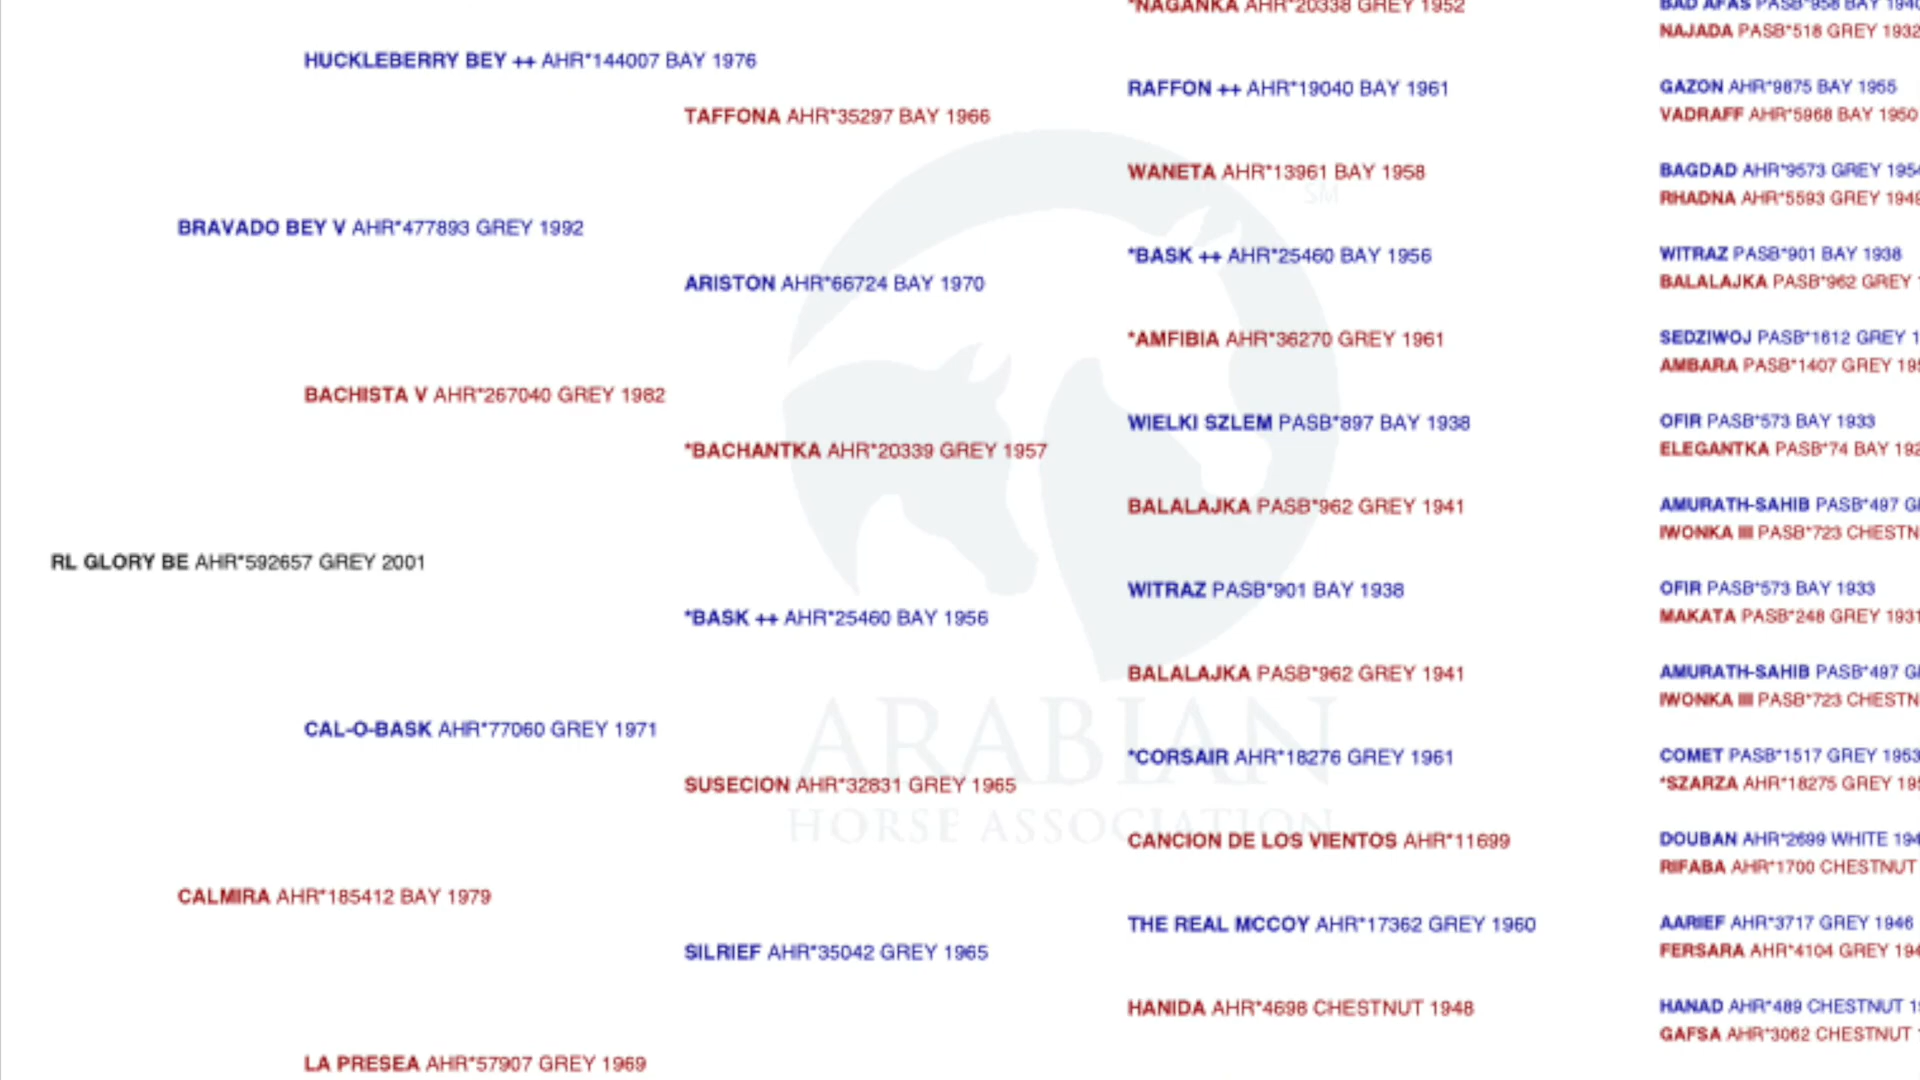 *NAGANKA AHR*20338 GREY 1952
BAD AFAS PASB*958 BAY
NAJADA PASB*518 GREY 1932
HUCKLEBERRY BEY ++ AHR*144007 BAY 1976
RAFFON ++ AHR*19040 BAY 1961
GAZON AHR*9875 BAY 1955
TAFFONA AHR*35297 BAY 1966
VADRAFF AHR*5968 BAY 1950
WANETA AHR*13961 BAY 1958
BAGDAD AHR*9573 GREY
SM
RHADNA AHR*5593 GREY
BRAVADO BEY V AHR*477893 GREY 1992
*BASK ++ AHR*25460 BAY 1956
WITRAZ PASB*901 BAY 1938
ARISTON AHR*66724 BAY 1970
BALALAJKA PASB*962 GREY
*AMFIBIA AHR*36270 GREY 1961
SEDZIWOJ PASB*1612 GREY
AMBARA PASB*1407 GREY
BACHISTA V AHR*267040 GREY 1982
WIELKI SZLEM PASB*897 BAY 1938
OFIR PASB*573 BAY 1933
*BACHANTKA AHR*20339 GREY 1957
ELEGANTKA PASB*74 BAY
BALALAJKA PASB*962 GREY 1941
AMURATH-SAHIB PASB*497
IWONKA III PASB*723 CHESTN
RL GLORY BE AHR*592657 GREY 2001
WITRAZ PASB*901 BAY 1938
OFIR PASB*573 BAY 1933
*BASK ++ AHR*25460 BAY 1956
MAKATA PASB*248 GREY 1931
BALALAJKA PASB*962 GREY 1941
AMURATH-SAHIB PASB*497
IWONKA III PASB*723 CHESTN
CAL-O-BASK AHR*77060 GREY 1971
ARABIAN
*CORSAIR AHR*18276 GREY 1961
COMET PASB*1517 GREY 1953
SUSECION AHR*32831 GREY 1965
*SZARZA AHR*18275 GREY
HORSE ASSOCIATION
CANCION DE LOS VIENTOS AHR*11699
DOUBAN AHR*2699 WHITE
RIFABA AHR*1700 CHESTNUT
CALMIRA AHR*185412 BAY 1979
THE REAL MCCOY AHR*17362 GREY 1960
AARIEF AHR*3717 GREY 1946
SILRIEF AHR*35042 GREY 1965
FERSARA AHR*4104 GREY
HANIDA AHR*4698 CHESTNUT 1948
HANAD AHR*489 CHESTNUT
GAFSA AHR*3062 CHESTNUT
LA PRESEA AHR*57907 GREY 1969